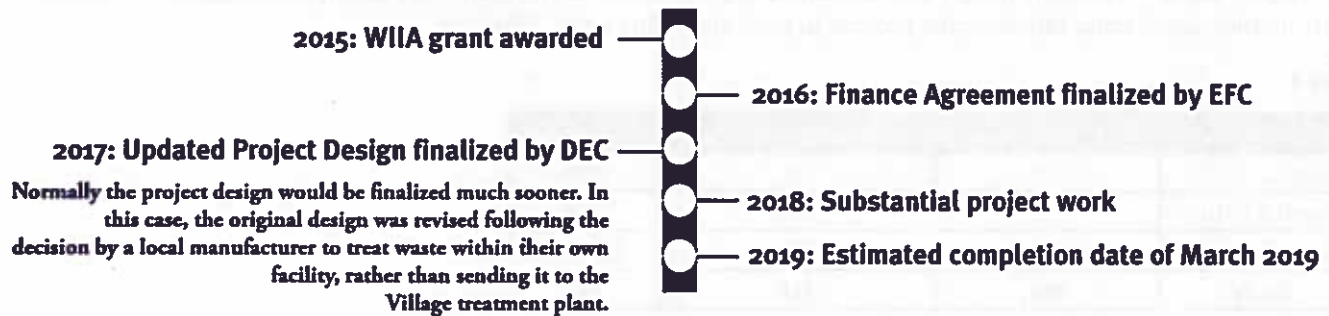 2015: WIIA grant awarded
2016: Finance Agreement finalized by EFC
2017: Updated Project Design finalized by DEC
Normally the project design would be finalized much sooner. In
this case, the original design was revised following the
decision by a local manufacturer to treat waste within their own
facility, rather than sending it to the
Village treatment plant.
2018: Substantial project work
2019: Estimated completion date of March 2019